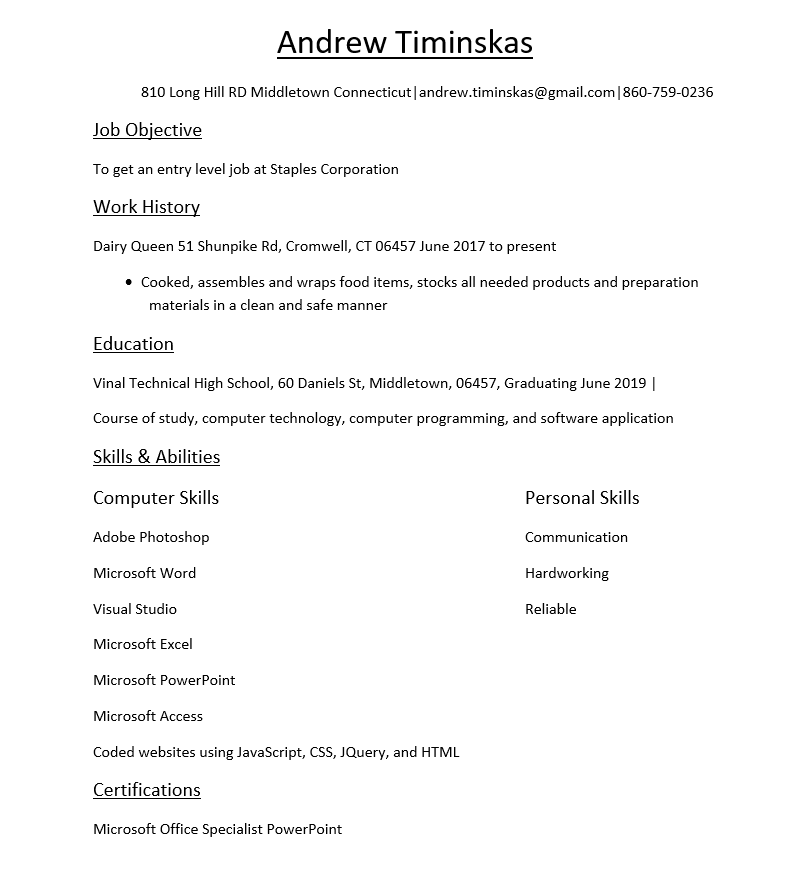 Andrew Timinskas
810 Long Hill RD Middletown Connecticut|andrew.timinskas@gmail.com|860-759-0236
Job Objective
To get an entry level job at Staples Corporation
Work History
Dairy Queen 51 Shunpike Rd, Cromwell, CT 06457 June 2017 to present
• Cooked, assembles and wraps food items, stocks all needed products and preparation
materials in a clean and safe manner
Education
Vinal Technical High School, 60 Daniels St, Middletown, 06457, Graduating June 2019 |
Course of study, computer technology, computer programming, and software application
Skills & Abilities
Computer Skills
Adobe Photoshop
Microsoft Word
Visual Studio
Microsoft Excel
Microsoft PowerPoint
Microsoft Access
Coded websites using JavaScript, CSS, JQuery, and HTML
Personal Skills
Communication
Hardworking
Reliable
Certifications
Microsoft Office Specialist PowerPoint